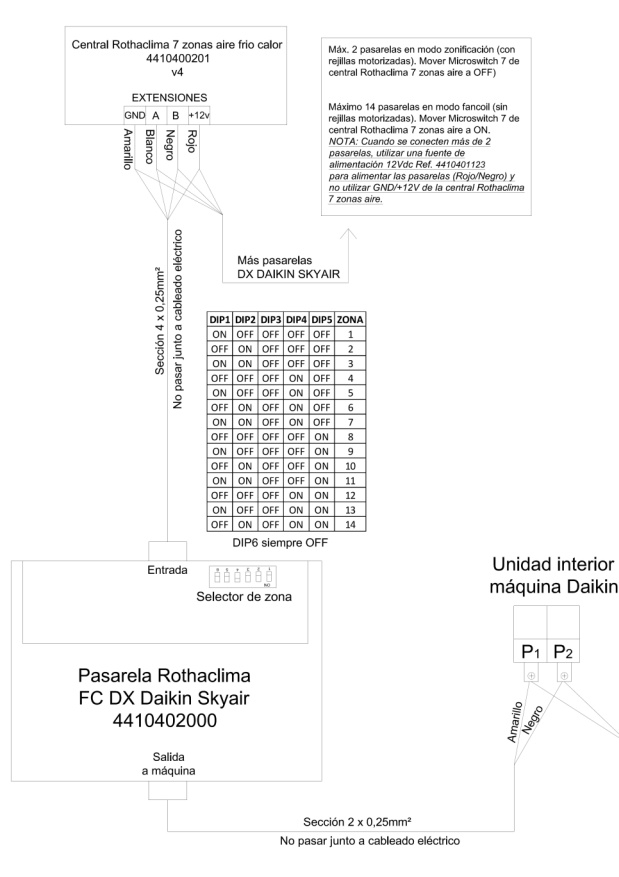 Central Rothaclima 7 zonas aire frio calor
4410400201
v4
EXTENSIONES
GND A B +12v
Amarillo
Blanco
Negro
Rojo
Máx. 2 pasarelas en modo zonificación (con
rejillas motorizadas). Mover Microswitch 7 de
central Rothaclima 7 zonas aire a OFF)
Máximo 14 pasarelas en modo fancoil (sin
rejillas motorizadas). Mover Microswitch 7 de
central Rothaclima 7 zonas aire a ON.
NOTA: Cuando se conecten más de 2
pasarelas, utilizar una fuente de
alimentación 12Vdc Ref. 4410401123
para alimentar las pasarelas (Rojo/Negro) y
no utilizar GND/+12V de la central Rothaclima
7 zonas aire.
Más pasarelas
DX DAIKIN SKYAIR
Sección 4 x 0,25mm²
No pasar junto a cableado eléctrico
DIP1 DIP2 DIP3 DIP4 DIP5 ZONA
ON OFF OFF OFF OFF 1
OFF ON OFF OFF OFF 2
ON ON OFF OFF OFF 3
OFF OFF OFF ON OFF 4
ON OFF OFF ON OFF 5
OFF ON OFF ON OFF 6
ON ON OFF ON OFF 7
OFF OFF OFF OFF ON 8
ON OFF OFF OFF ON 9
OFF ON OFF OFF ON 10
ON ON OFF OFF ON 11
OFF OFF OFF ON ON 12
ON OFF OFF ON ON 13
OFF ON OFF ON ON 14
DIP6 siempre OFF
Entrada
Selector de zona
Pasarela Rothaclima
FC DX Daikin Skyair
4410402000
Salida
a máquina
Unidad interior
máquina Daikin
P1 P2
Amarillo
Negro
Sección 2 x 0,25mm²
No pasar junto a cableado eléctrico